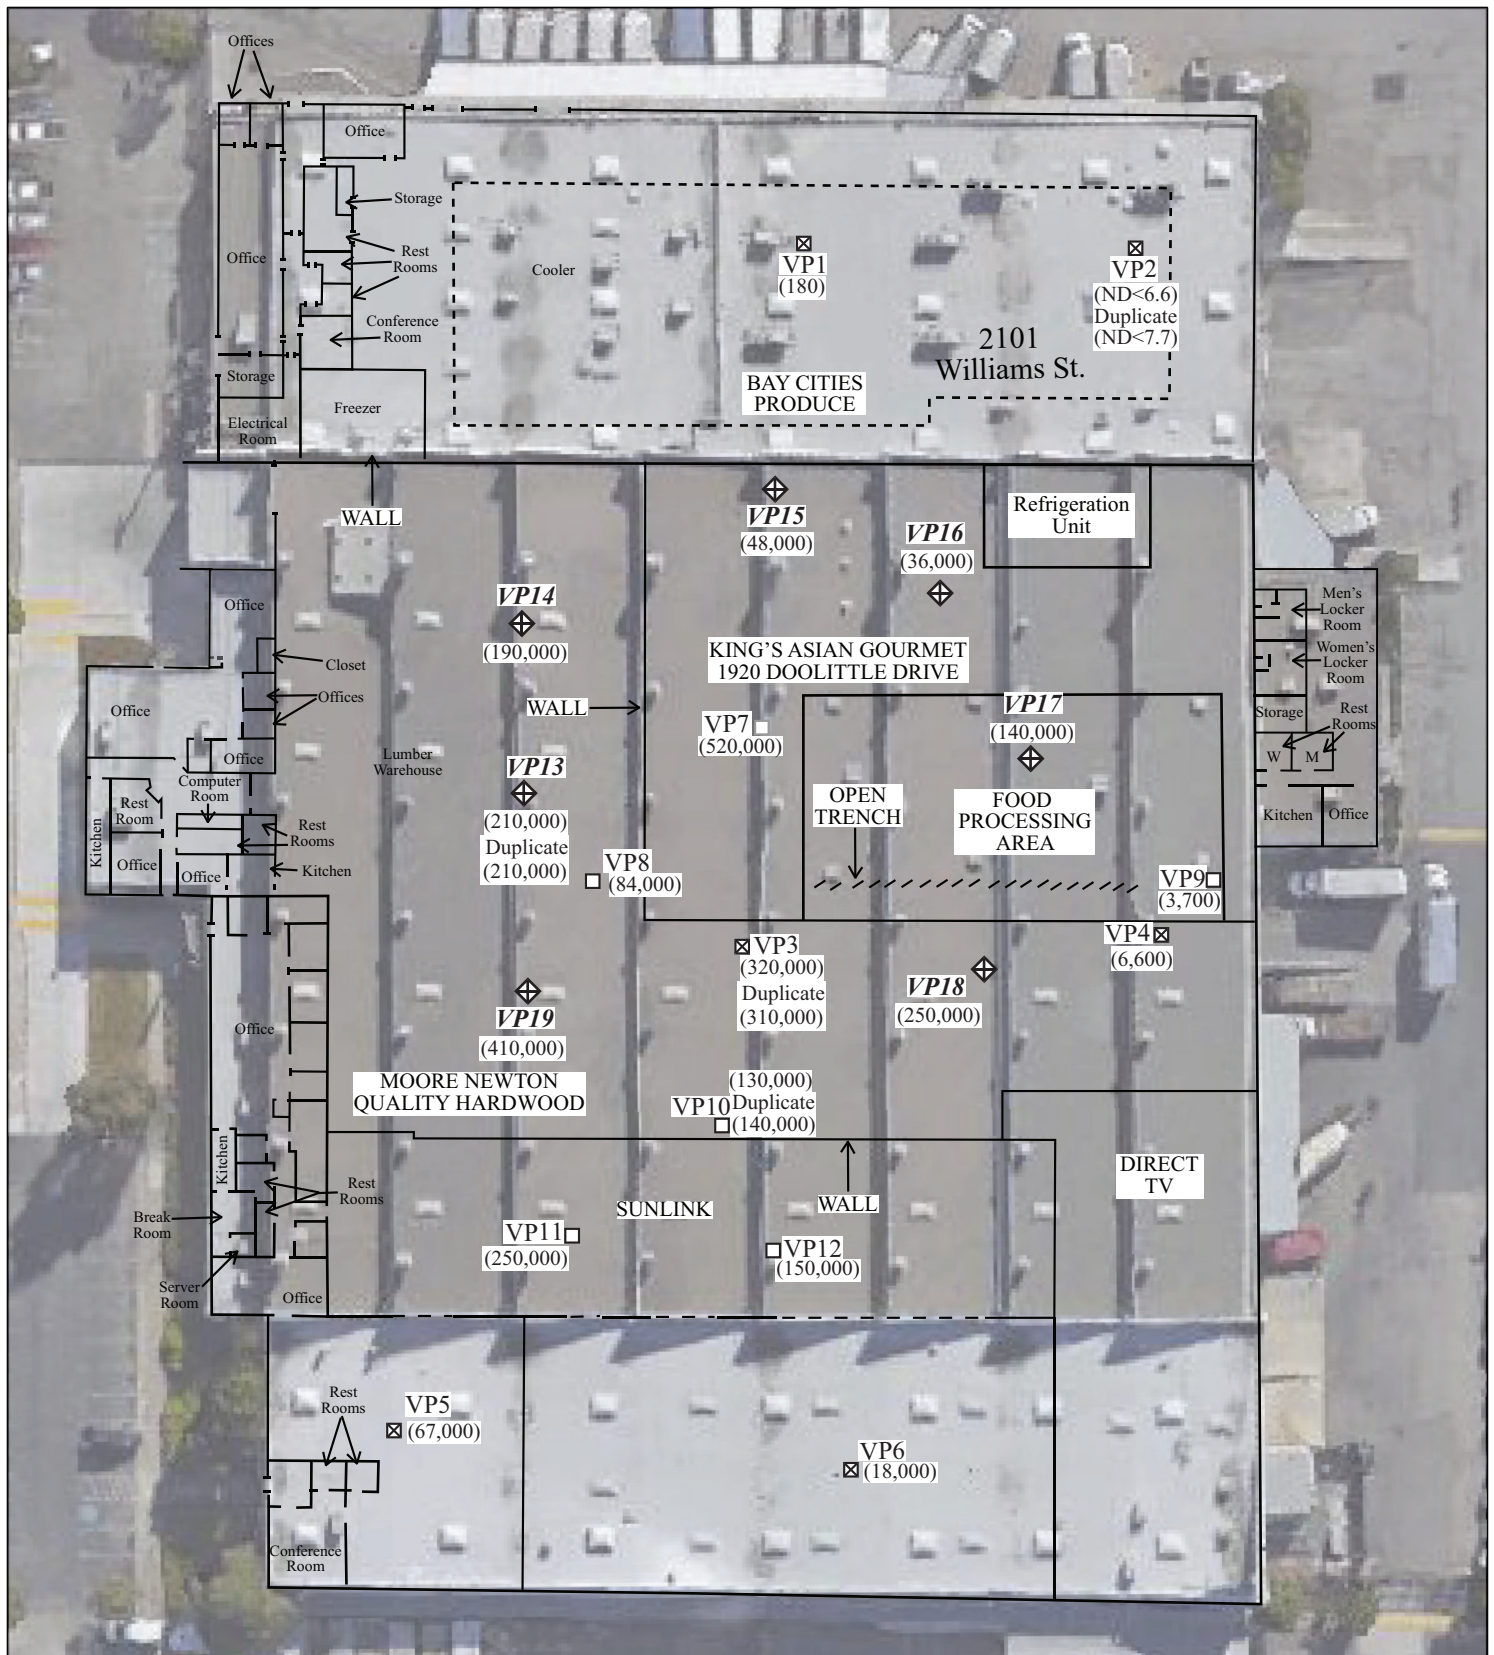 Offices
Office
Storage
Office
Rest
Rooms
Cooler
VP1
(180)
VP2
(ND<6.6)
Duplicate
(ND<7.7)
Conference
Room
2101
Williams St.
Storage
BAY CITIES
PRODUCE
Freezer
Electrical
Room
WALL
VP15
(48,000)
Refrigeration
Unit
VP16
(36,000)
VP14
(190,000)
Office
Men's
Locker
Room
KING'S ASIAN GOURMET
1920 DOOLITTLE DRIVE
Women's
Locker
Room
Closet
Offices
Office
WALL
VP7
(520,000)
VP17
(140,000)
Storage
Rest
Rooms
W
M
Office
Lumber
Warehouse
VP13
(210,000)
Duplicate
(210,000)
Computer
Room
Rest
Room
Kitchen
Rest
Rooms
OPEN
TRENCH
FOOD
PROCESSING
AREA
Kitchen
Office
Office
Office
Kitchen
VP8
(84,000)
VP9
(3,700)
VP3
(320,000)
Duplicate
(310,000)
VP4
(6,600)
VP18
(250,000)
VP19
(410,000)
Office
MOORE NEWTON
QUALITY HARDWOOD
(130,000)
VP10 Duplicate
(140,000)
Kitchen
Rest
Rooms
DIRECT
TV
SUNLINK
WALL
Break
Room
VP11
(250,000)
VP12
(150,000)
Server
Room
Office
Rest
Rooms
VP5
(67,000)
VP6
(18,000)
Conference
Room